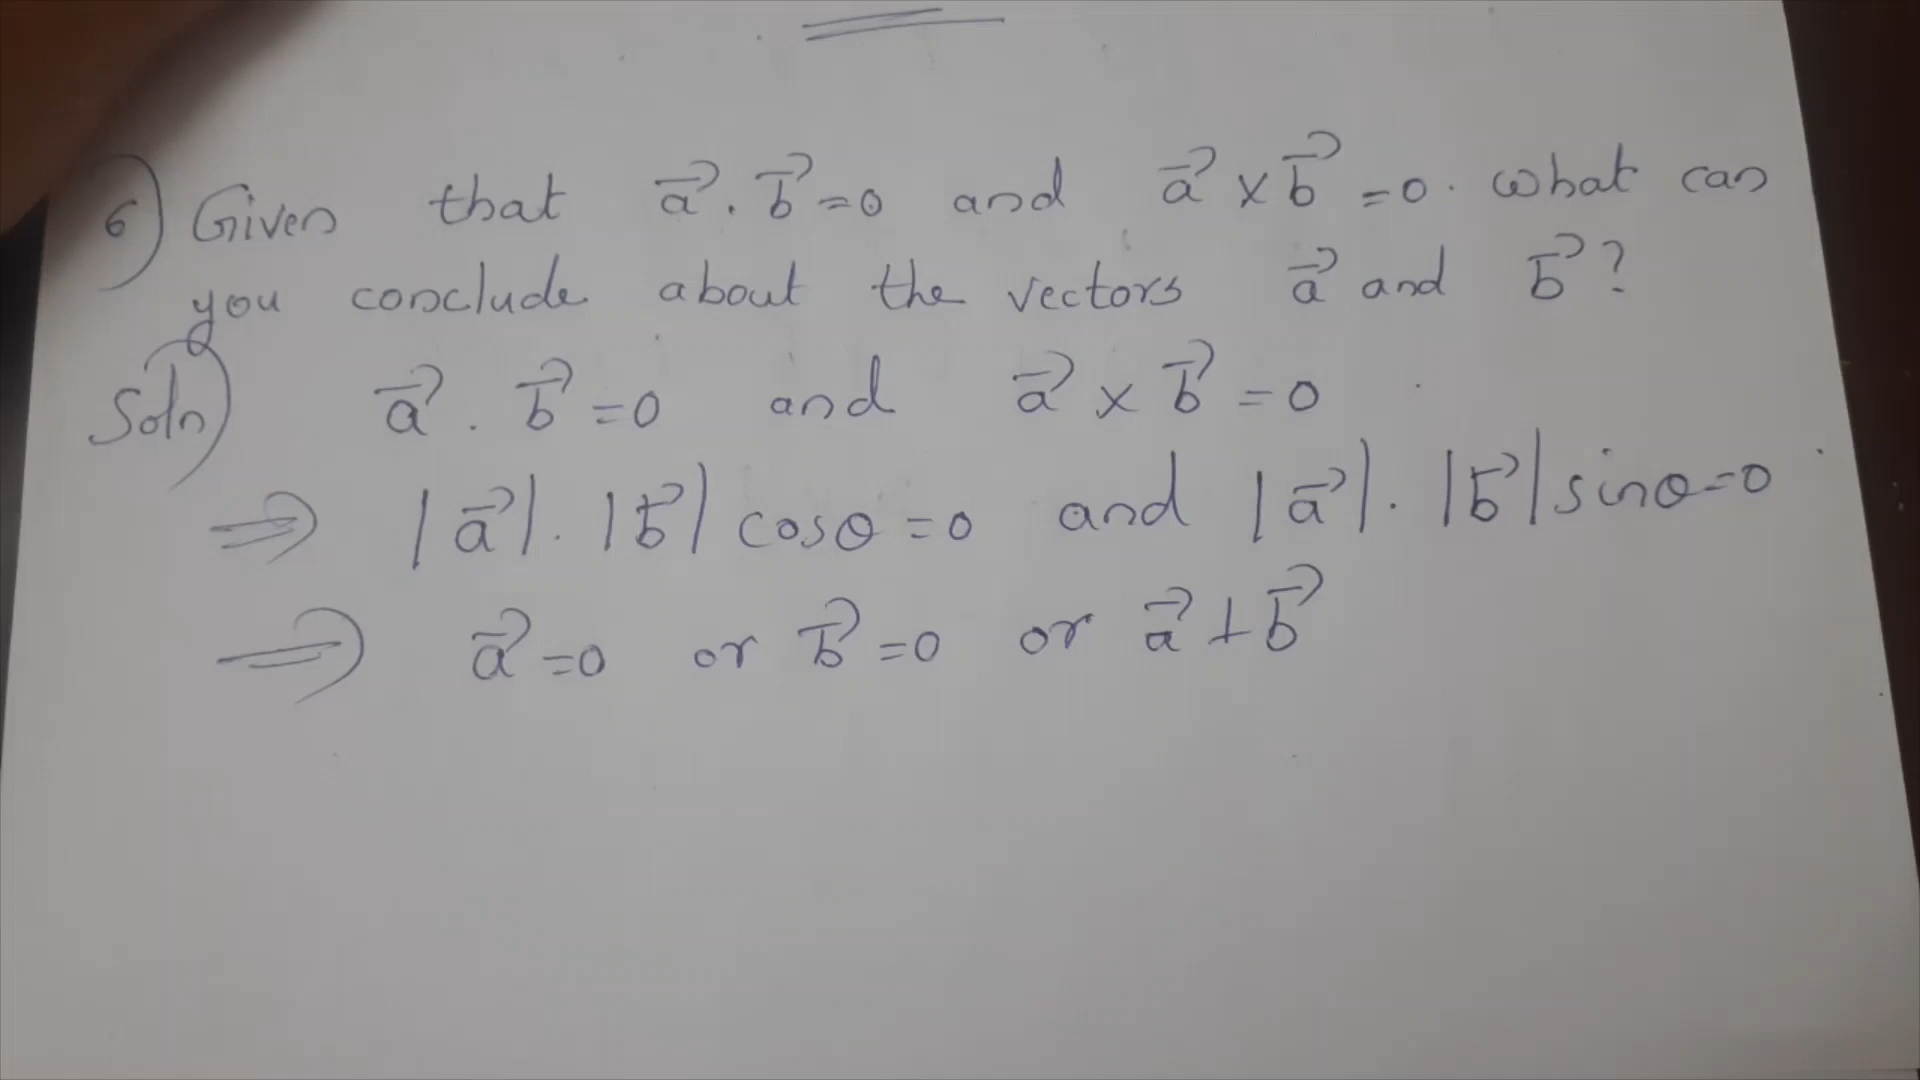 6) Given that a⃗ . b⃗ =0 and a⃗ × b⃗ =0. what can
you conclude about the vectors a⃗ and b⃗ ?
Soln) a⃗ . b⃗ =0 and a⃗ × b⃗ =0
⇒ |a⃗|. |b⃗| cosθ =0 and |a⃗|. |b⃗| sinθ=0
⇒ a⃗ =0 or b⃗ =0 or a⃗ ⊥ b⃗